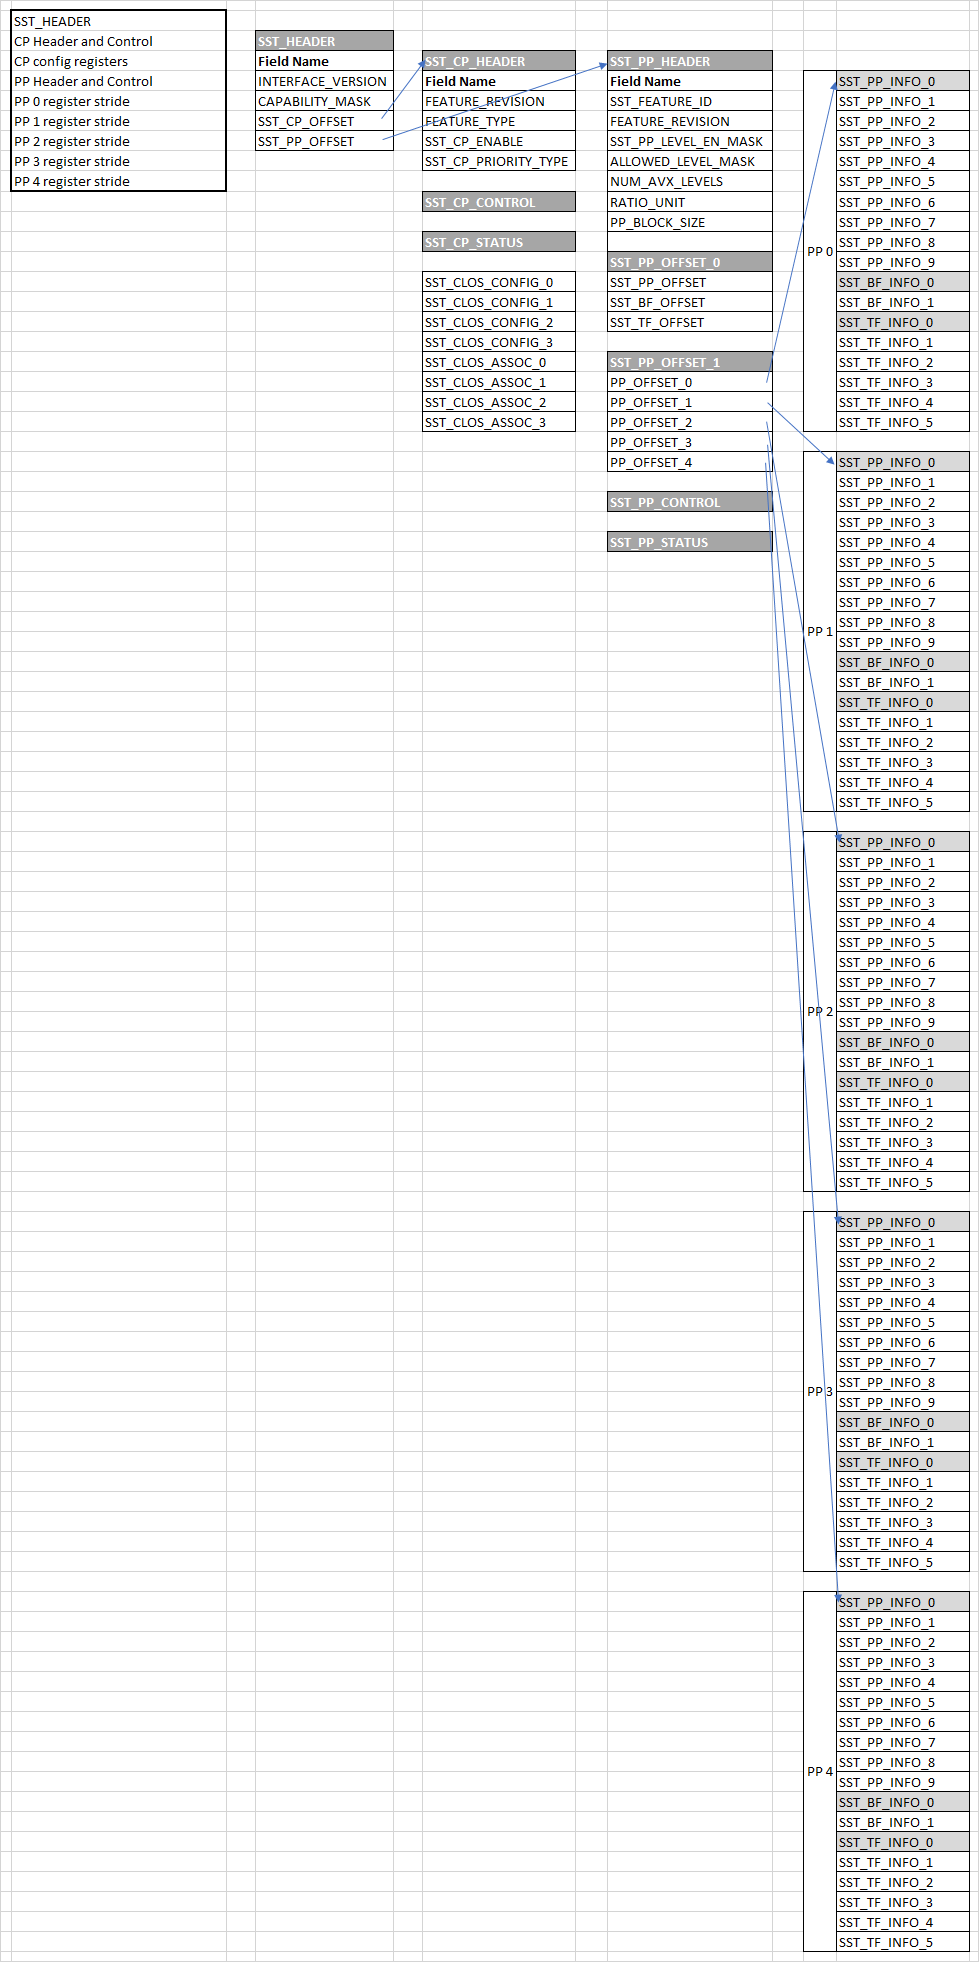 SST_HEADER
CP Header and Control
CP config registers
PP Header and Control
PP 0 register stride
PP 1 register stride
PP 2 register stride
PP 3 register stride
PP 4 register stride
SST_HEADER
Field Name
INTERFACE_VERSION
CAPABILITY_MASK
SST_CP_OFFSET
SST_PP_OFFSET
SST_CP_HEADER
Field Name
FEATURE_REVISION
FEATURE_TYPE
SST_CP_ENABLE
SST_CP_PRIORITY_TYPE
SST_CP_CONTROL
SST_CP_STATUS
SST_CLOS_CONFIG_0
SST_CLOS_CONFIG_1
SST_CLOS_CONFIG_2
SST_CLOS_CONFIG_3
SST_CLOS_ASSOC_0
SST_CLOS_ASSOC_1
SST_CLOS_ASSOC_2
SST_CLOS_ASSOC_3
SST_PP_HEADER
Field Name
SST_FEATURE_ID
FEATURE_REVISION
SST_PP_LEVEL_EN_MASK
ALLOWED_LEVEL_MASK
NUM_AVX_LEVELS
RATIO_UNIT
PP_BLOCK_SIZE
SST_PP_OFFSET_0
SST_PP_OFFSET
SST_BF_OFFSET
SST_TF_OFFSET
SST_PP_OFFSET_1
PP_OFFSET_0
PP_OFFSET_1
PP_OFFSET_2
PP_OFFSET_3
PP_OFFSET_4
SST_PP_CONTROL
SST_PP_STATUS
PP 0
SST_PP_INFO_0
SST_PP_INFO_1
SST_PP_INFO_2
SST_PP_INFO_3
SST_PP_INFO_4
SST_PP_INFO_5
SST_PP_INFO_6
SST_PP_INFO_7
SST_PP_INFO_8
SST_PP_INFO_9
SST_BF_INFO_0
SST_BF_INFO_1
SST_TF_INFO_0
SST_TF_INFO_1
SST_TF_INFO_2
SST_TF_INFO_3
SST_TF_INFO_4
SST_TF_INFO_5
PP 1
SST_PP_INFO_0
SST_PP_INFO_1
SST_PP_INFO_2
SST_PP_INFO_3
SST_PP_INFO_4
SST_PP_INFO_5
SST_PP_INFO_6
SST_PP_INFO_7
SST_PP_INFO_8
SST_PP_INFO_9
SST_BF_INFO_0
SST_BF_INFO_1
SST_TF_INFO_0
SST_TF_INFO_1
SST_TF_INFO_2
SST_TF_INFO_3
SST_TF_INFO_4
SST_TF_INFO_5
PP 2
SST_PP_INFO_0
SST_PP_INFO_1
SST_PP_INFO_2
SST_PP_INFO_3
SST_PP_INFO_4
SST_PP_INFO_5
SST_PP_INFO_6
SST_PP_INFO_7
SST_PP_INFO_8
SST_PP_INFO_9
SST_BF_INFO_0
SST_BF_INFO_1
SST_TF_INFO_0
SST_TF_INFO_1
SST_TF_INFO_2
SST_TF_INFO_3
SST_TF_INFO_4
SST_TF_INFO_5
PP 3
SST_PP_INFO_0
SST_PP_INFO_1
SST_PP_INFO_2
SST_PP_INFO_3
SST_PP_INFO_4
SST_PP_INFO_5
SST_PP_INFO_6
SST_PP_INFO_7
SST_PP_INFO_8
SST_PP_INFO_9
SST_BF_INFO_0
SST_BF_INFO_1
SST_TF_INFO_0
SST_TF_INFO_1
SST_TF_INFO_2
SST_TF_INFO_3
SST_TF_INFO_4
SST_TF_INFO_5
PP 4
SST_PP_INFO_0
SST_PP_INFO_1
SST_PP_INFO_2
SST_PP_INFO_3
SST_PP_INFO_4
SST_PP_INFO_5
SST_PP_INFO_6
SST_PP_INFO_7
SST_PP_INFO_8
SST_PP_INFO_9
SST_BF_INFO_0
SST_BF_INFO_1
SST_TF_INFO_0
SST_TF_INFO_1
SST_TF_INFO_2
SST_TF_INFO_3
SST_TF_INFO_4
SST_TF_INFO_5